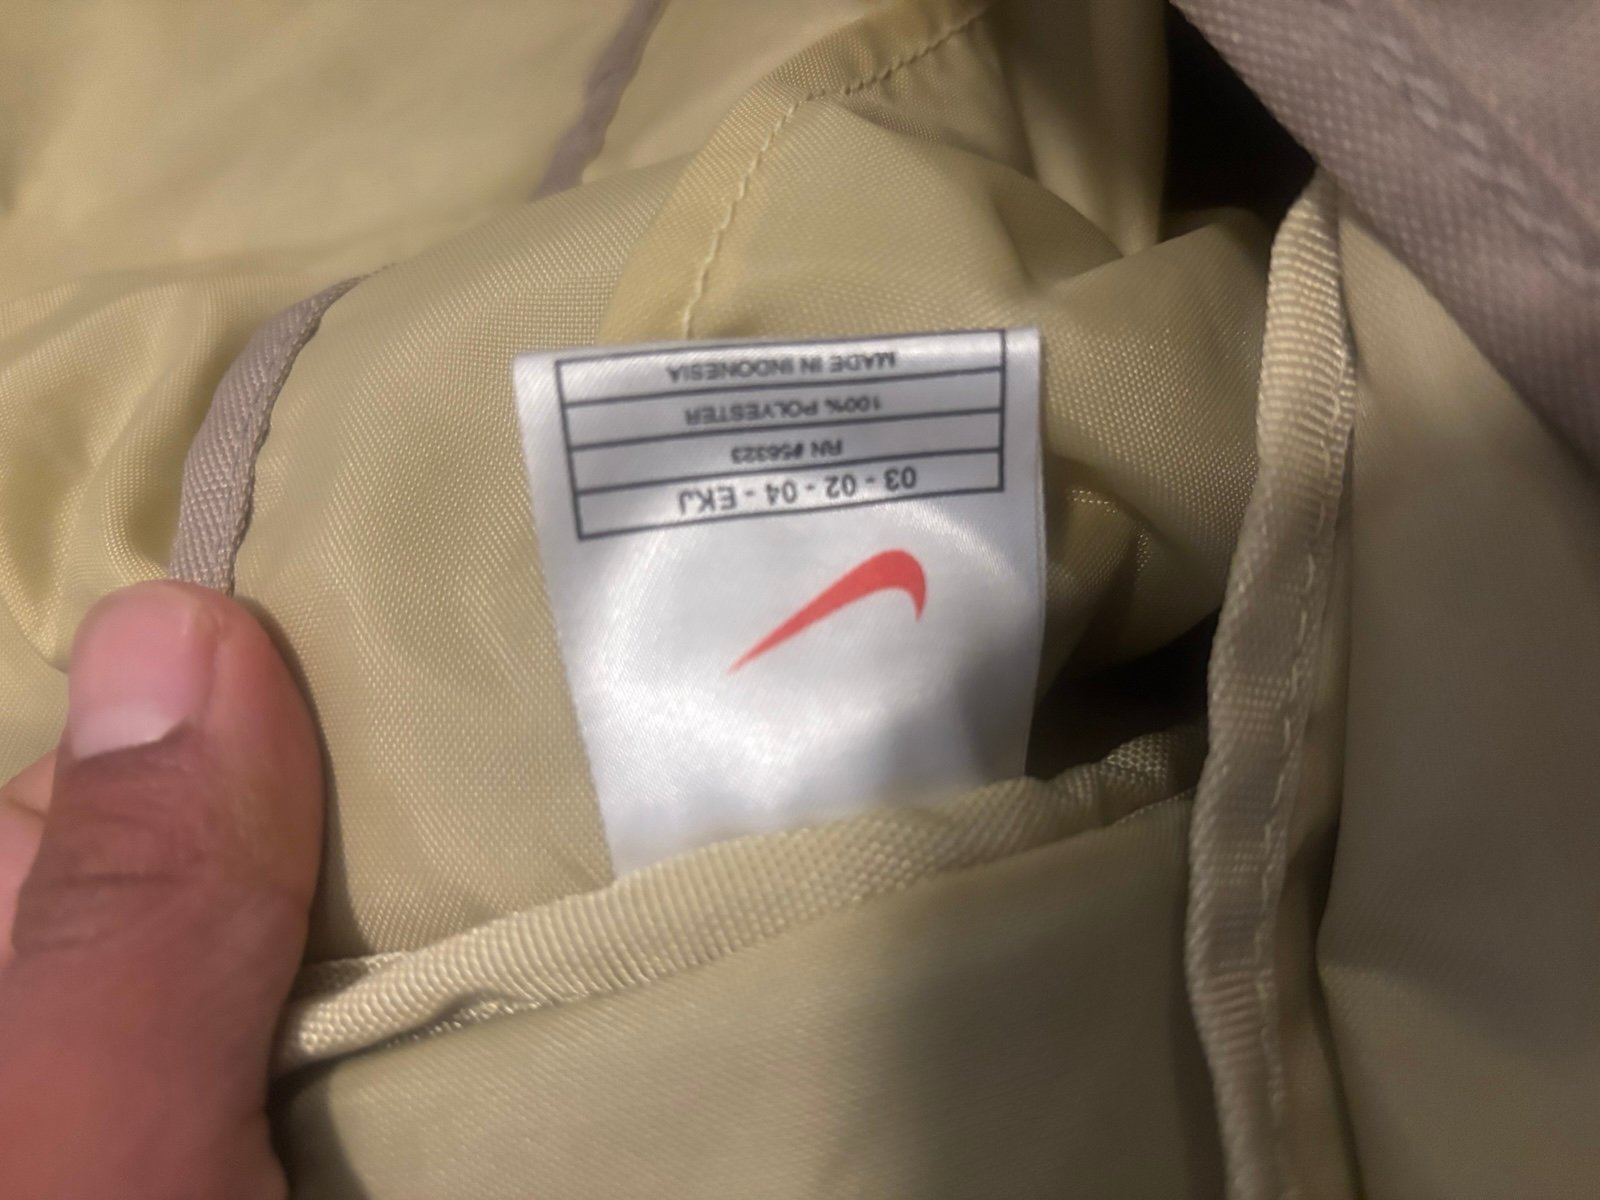 03 - 02 - 04 - EKJ
RN #56323
100% POLYESTER
MADE IN INDONESIA